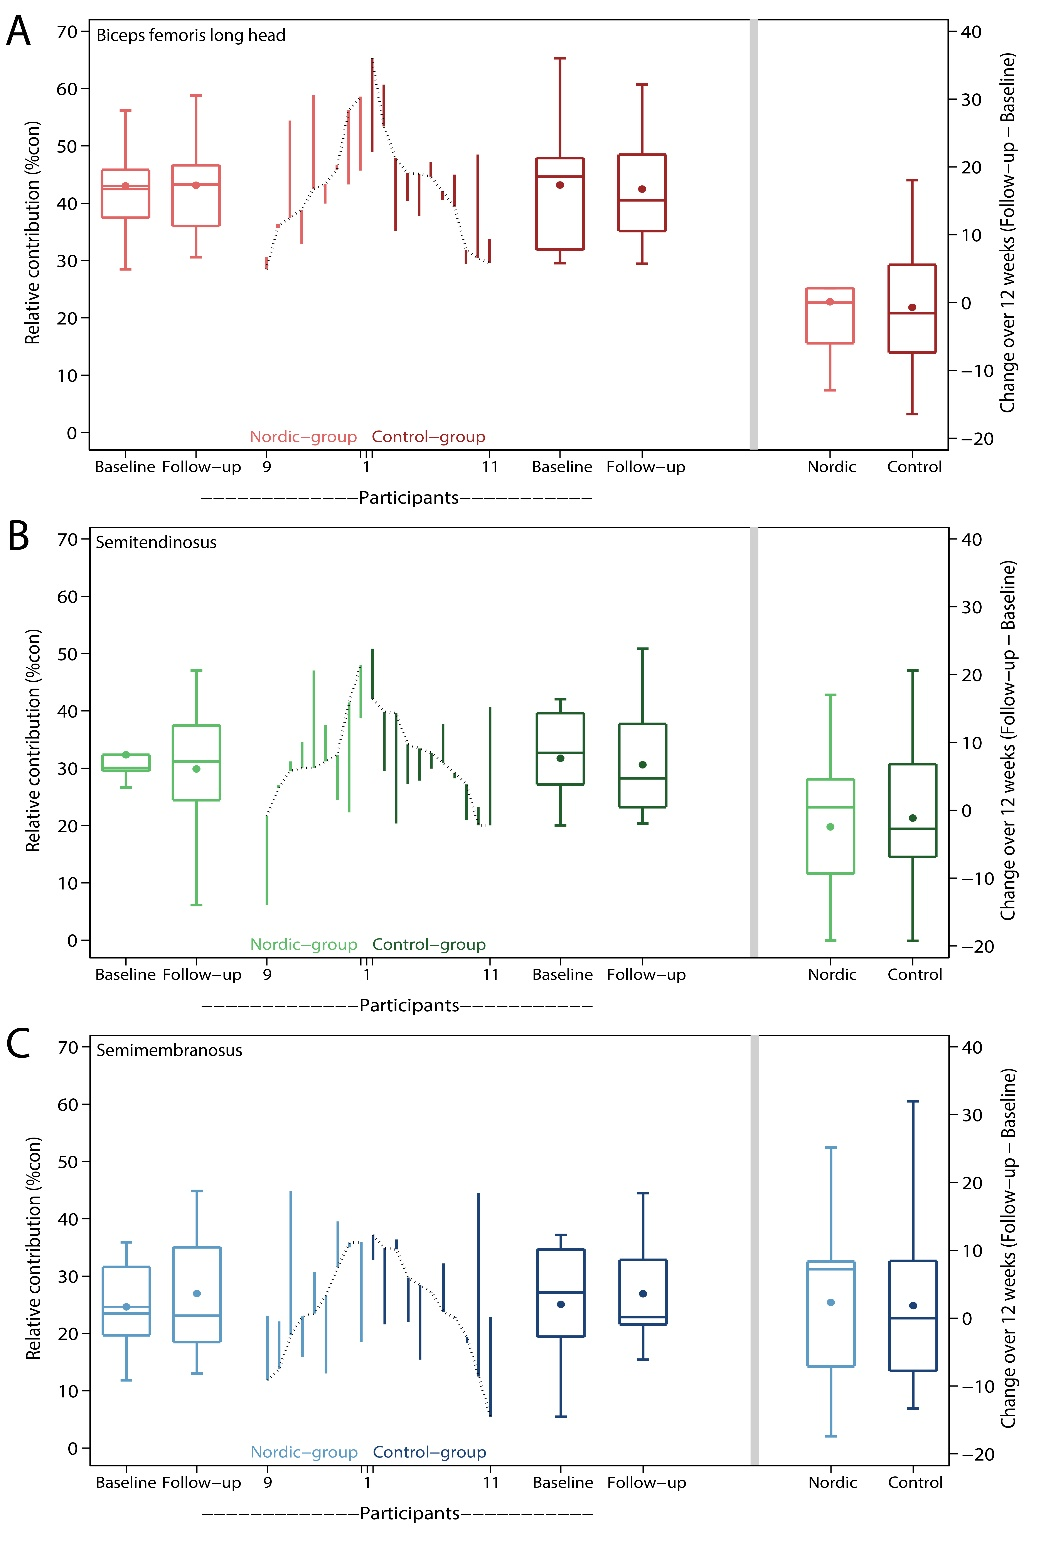 A
Biceps femoris long head
Relative contribution (%con)
70
60
50
40
30
20
10
0
Change over 12 weeks (Follow−up − Baseline)
40
30
20
10
0
−10
−20
Nordic−group Control−group
Baseline Follow−up 9 1 11 Baseline Follow−up Nordic Control
−−−−−−−−−−−−−Participants−−−−−−−−−−−
B
Semitendinosus
Relative contribution (%con)
70
60
50
40
30
20
10
0
Change over 12 weeks (Follow−up − Baseline)
40
30
20
10
0
−10
−20
Nordic−group Control−group
Baseline Follow−up 9 1 11 Baseline Follow−up Nordic Control
−−−−−−−−−−−−−Participants−−−−−−−−−−−
C
Semimembranosus
Relative contribution (%con)
70
60
50
40
30
20
10
0
Change over 12 weeks (Follow−up − Baseline)
40
30
20
10
0
−10
−20
Nordic−group Control−group
Baseline Follow−up 9 1 11 Baseline Follow−up Nordic Control
−−−−−−−−−−−−−Participants−−−−−−−−−−−